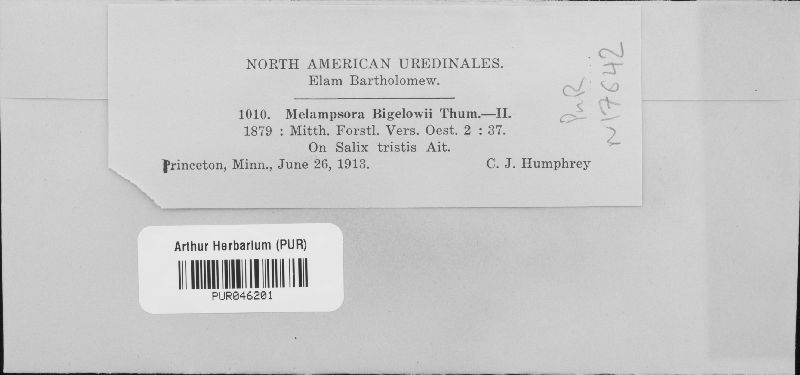 NORTH AMERICAN UREDINALES.
Elam Bartholomew.
1010. Melampsora Bigelowii Thum.—II.
1879 : Mitth. Forstl. Vers. Oest. 2 : 37.
On Salix tristis Ait.
Princeton, Minn., June 26, 1913. C. J. Humphrey
PUR
N17642
Arthur Herbarium (PUR)
PUR046201